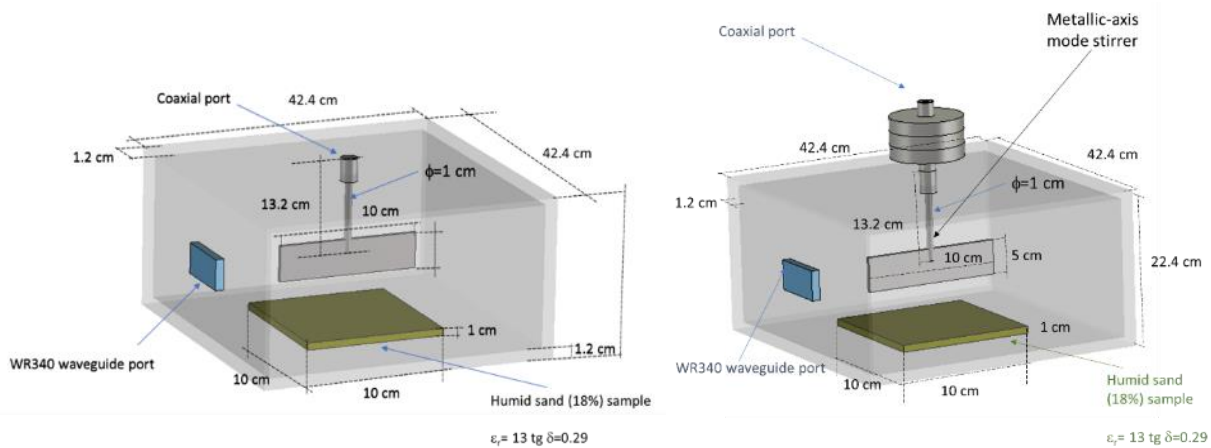 Coaxial port
42.4 cm
42.4 cm
1.2 cm
ϕ=1 cm
13.2 cm
10 cm
WR340 waveguide port
1 cm
1.2 cm
10 cm
10 cm
Humid sand (18%) sample
εr= 13 tg δ=0.29
Coaxial port
Metallic-axis
mode stirrer
42.4 cm
42.4 cm
1.2 cm
ϕ=1 cm
13.2 cm
10 cm
5 cm
22.4 cm
WR340 waveguide port
1 cm
10 cm
10 cm
Humid sand
(18%) sample
εr= 13 tg δ=0.29